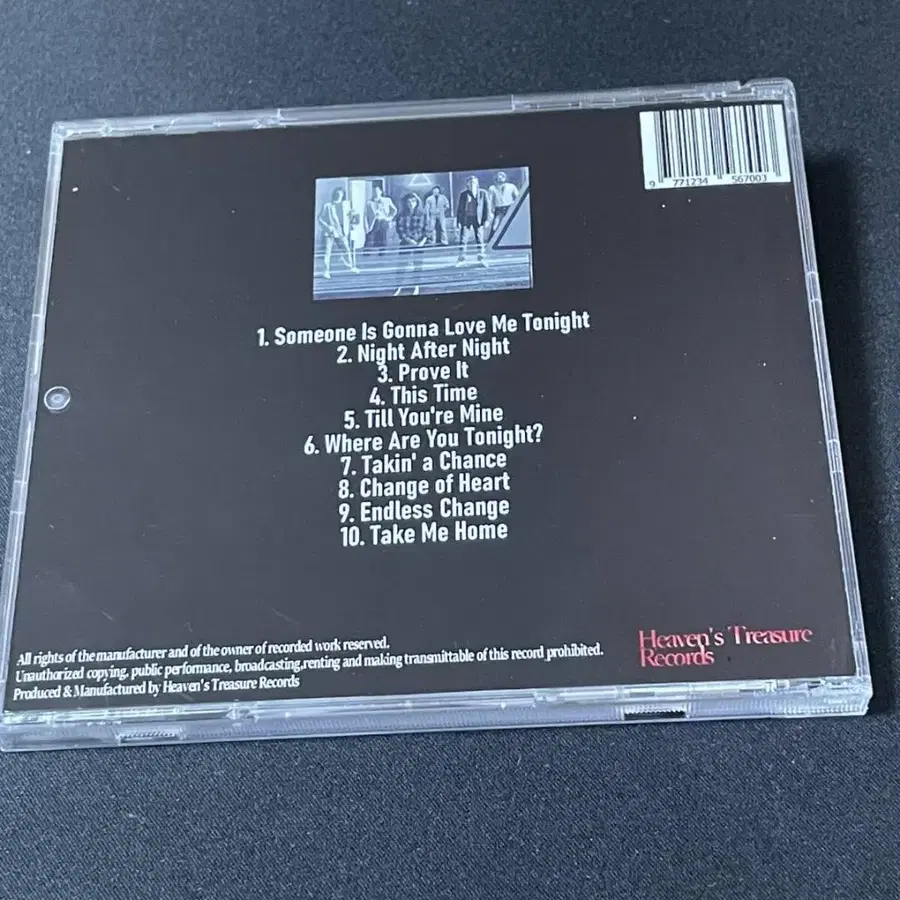 9 771234 567003
1. Someone Is Gonna Love Me Tonight
2. Night After Night
3. Prove It
4. This Time
5. Till You're Mine
6. Where Are You Tonight?
7. Takin' a Chance
8. Change of Heart
9. Endless Change
10. Take Me Home
All rights of the manufacturer and of the owner of recorded work reserved.
Unauthorized copying, public performance, broadcasting,renting and making transmittable of this record prohibited.
Produced & Manufactured by Heaven's Treasure Records
Heaven's Treasure
Records